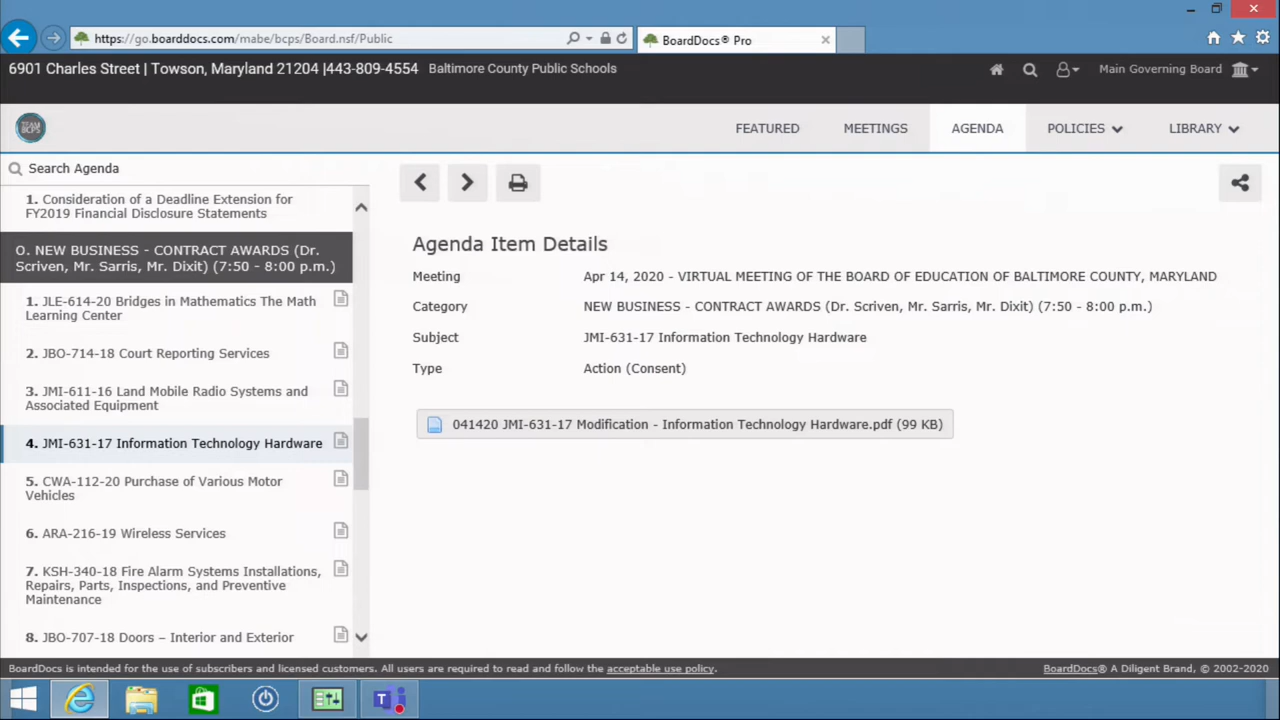 https://go.boarddocs.com/mabe/bcps/Board.nsf/Public
BoardDocs® Pro
6901 Charles Street | Towson, Maryland 21204 |443-809-4554 Baltimore County Public Schools
Main Governing Board
TEAM BCPS
FEATURED MEETINGS AGENDA POLICIES LIBRARY
Search Agenda
1. Consideration of a Deadline Extension for
FY2019 Financial Disclosure Statements
O. NEW BUSINESS - CONTRACT AWARDS (Dr.
Scriven, Mr. Sarris, Mr. Dixit) (7:50 - 8:00 p.m.)
1. JLE-614-20 Bridges in Mathematics The Math
Learning Center
2. JBO-714-18 Court Reporting Services
3. JMI-611-16 Land Mobile Radio Systems and
Associated Equipment
4. JMI-631-17 Information Technology Hardware
5. CWA-112-20 Purchase of Various Motor
Vehicles
6. ARA-216-19 Wireless Services
7. KSH-340-18 Fire Alarm Systems Installations,
Repairs, Parts, Inspections, and Preventive
Maintenance
8. JBO-707-18 Doors – Interior and Exterior
Agenda Item Details
Meeting Apr 14, 2020 - VIRTUAL MEETING OF THE BOARD OF EDUCATION OF BALTIMORE COUNTY, MARYLAND
Category NEW BUSINESS - CONTRACT AWARDS (Dr. Scriven, Mr. Sarris, Mr. Dixit) (7:50 - 8:00 p.m.)
Subject JMI-631-17 Information Technology Hardware
Type Action (Consent)
041420 JMI-631-17 Modification - Information Technology Hardware.pdf (99 KB)
BoardDocs is intended for the use of subscribers and licensed customers. All users are required to read and follow the acceptable use policy.
BoardDocs® A Diligent Brand, © 2002-2020